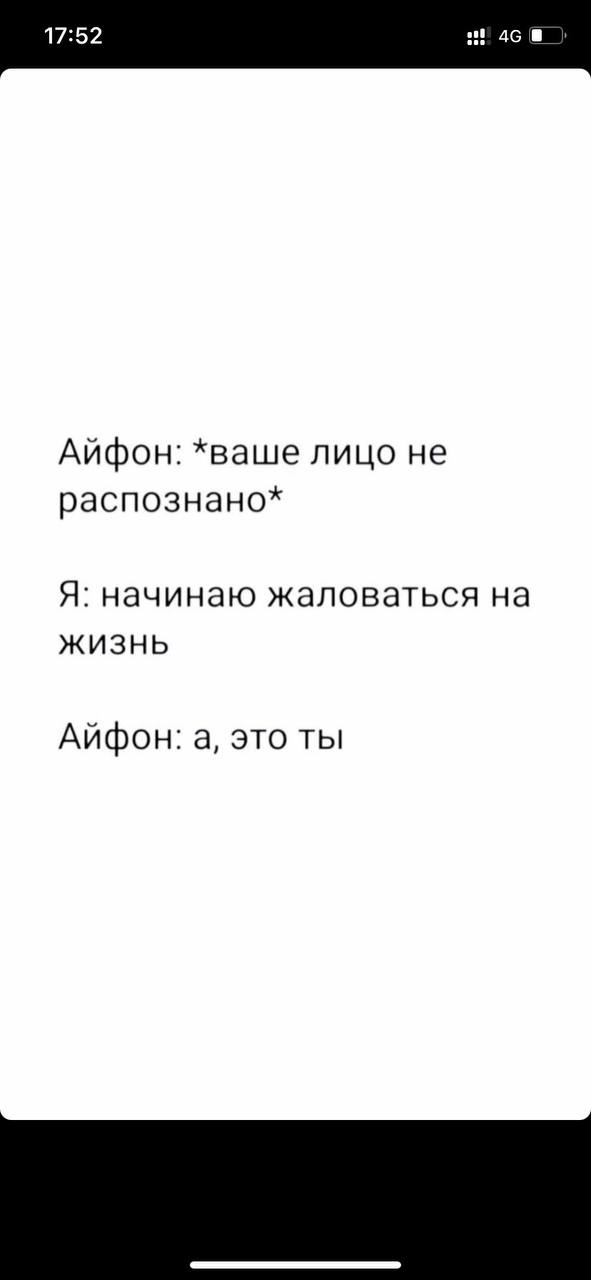 17:52
4G
Айфон: *ваше лицо не
распознано*
Я: начинаю жаловаться на
жизнь
Айфон: а, это ты